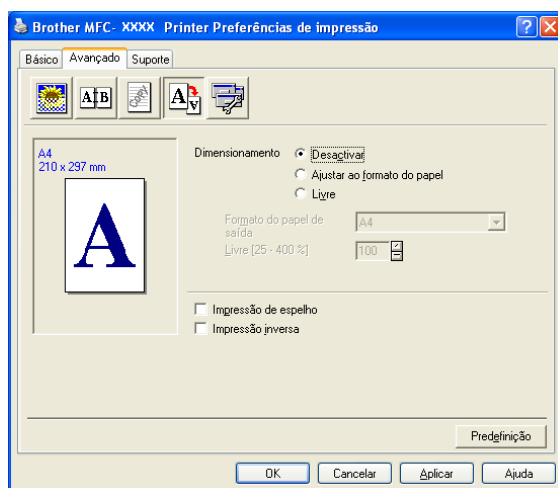 Brother MFC- XXXX Printer Preferências de impressão
Básico Avançado Suporte
A4
210 x 297 mm
Dimensionamento Desactivar
Ajustar ao formato do papel
Livre
Formato do papel de saída A4
Livre [25 - 400 %] 100
Impressão de espelho
Impressão inversa
Predefinição
OK Cancelar Aplicar Ajuda